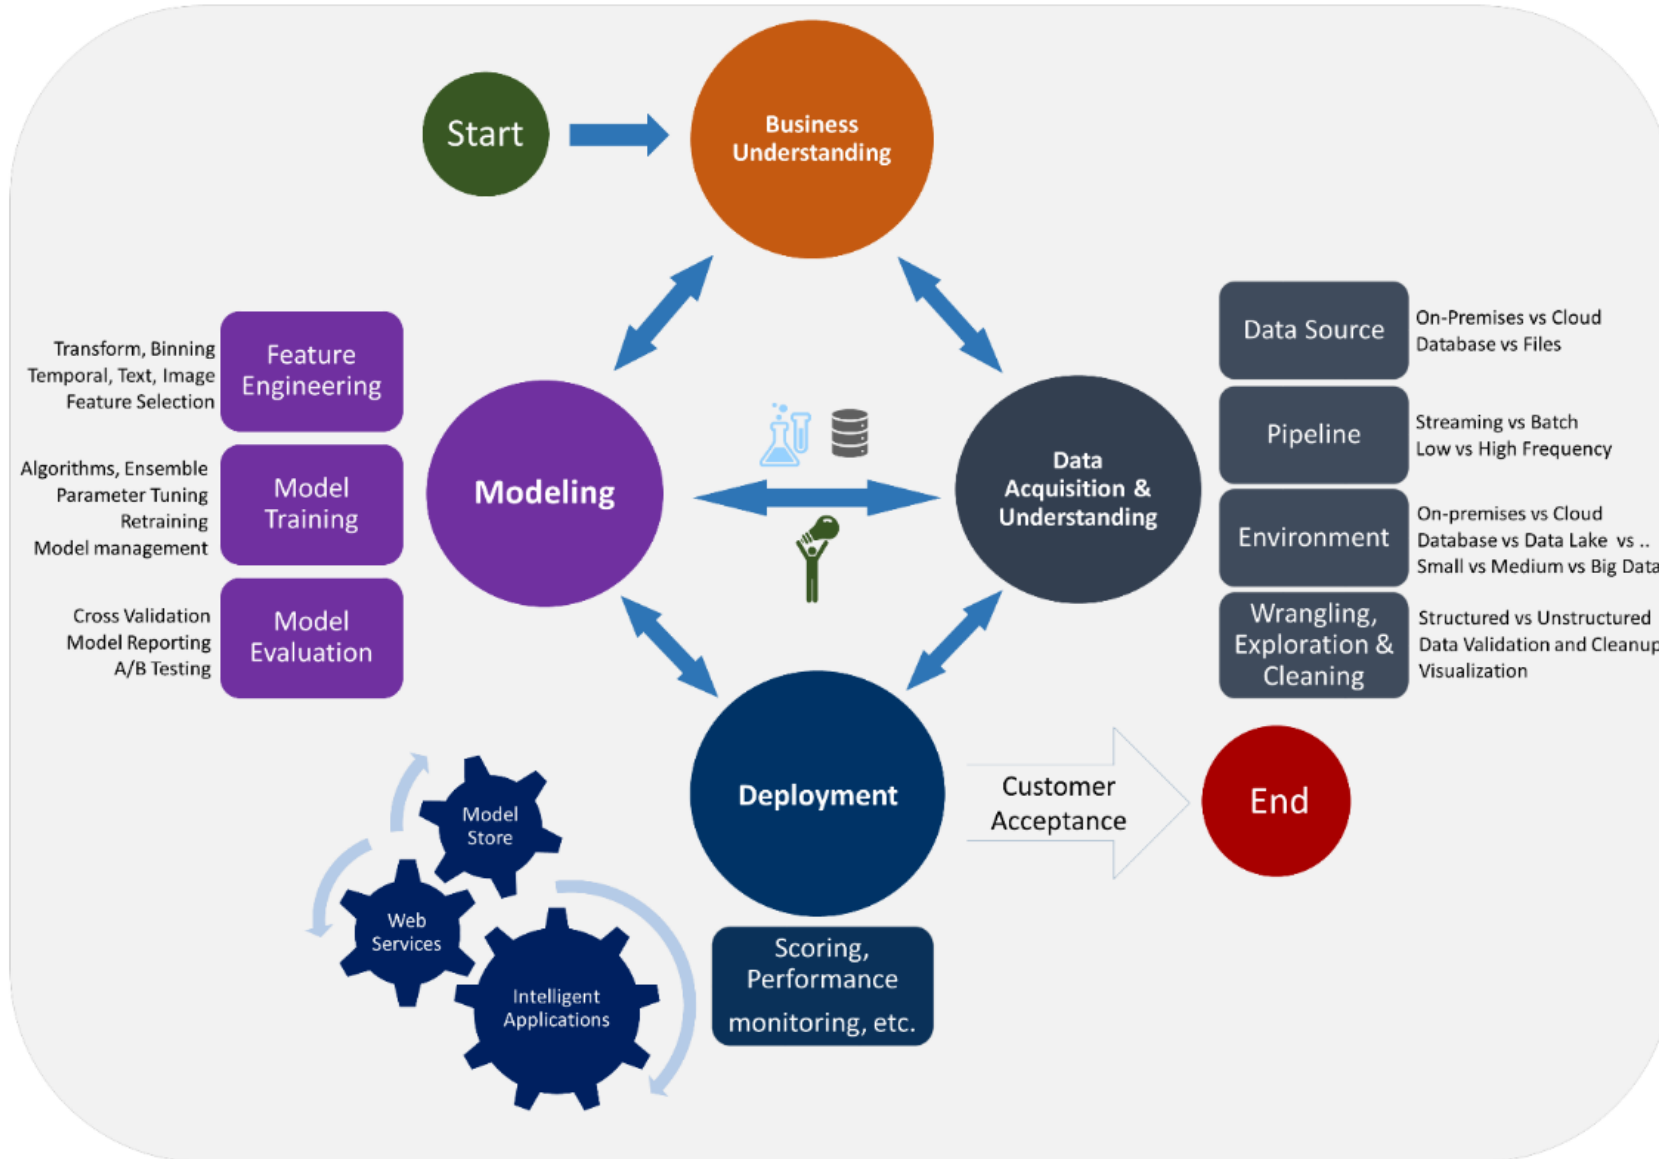 Start
Business
Understanding
Transform, Binning
Temporal, Text, Image
Feature Selection
Feature
Engineering
Algorithms, Ensemble
Parameter Tuning
Retraining
Model management
Model
Training
Cross Validation
Model Reporting
A/B Testing
Model
Evaluation
Modeling
Data
Acquisition &
Understanding
Data Source
On-Premises vs Cloud
Database vs Files
Pipeline
Streaming vs Batch
Low vs High Frequency
Environment
On-premises vs Cloud
Database vs Data Lake vs ..
Small vs Medium vs Big Data
Wrangling,
Exploration &
Cleaning
Structured vs Unstructured
Data Validation and Cleanup
Visualization
Deployment
Customer
Acceptance
End
Model
Store
Web
Services
Intelligent
Applications
Scoring,
Performance
monitoring, etc.